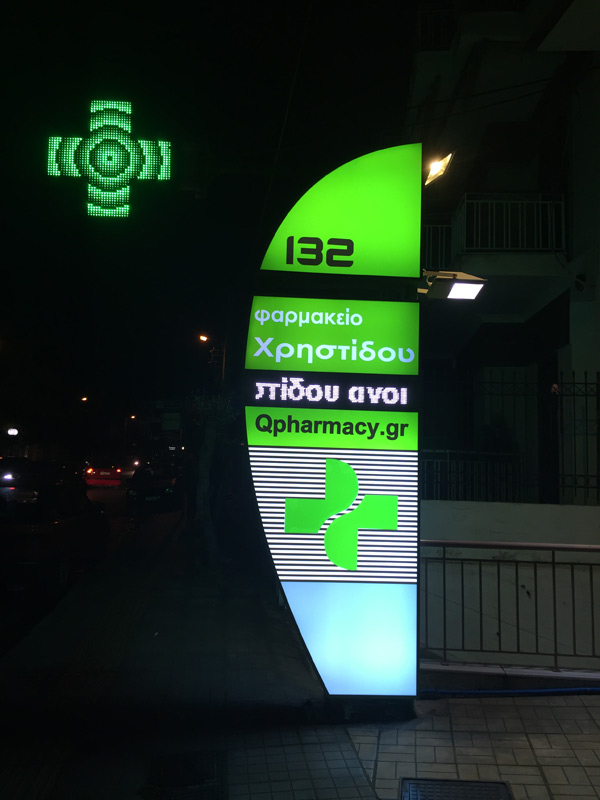 132
φαρμακείο
Χρηστίδου
τίδου ανοι
Qpharmacy.gr